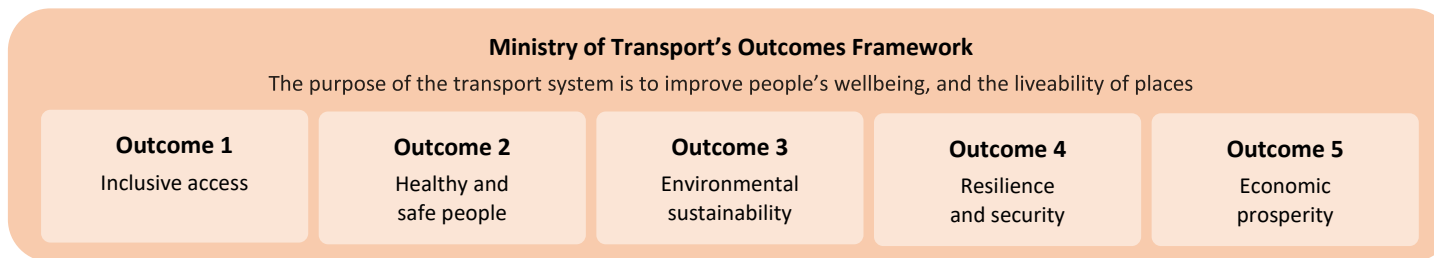 Ministry of Transport’s Outcomes Framework
The purpose of the transport system is to improve people’s wellbeing, and the liveability of places
Outcome 1
Inclusive access
Outcome 2
Healthy and
safe people
Outcome 3
Environmental
sustainability
Outcome 4
Resilience
and security
Outcome 5
Economic
prosperity